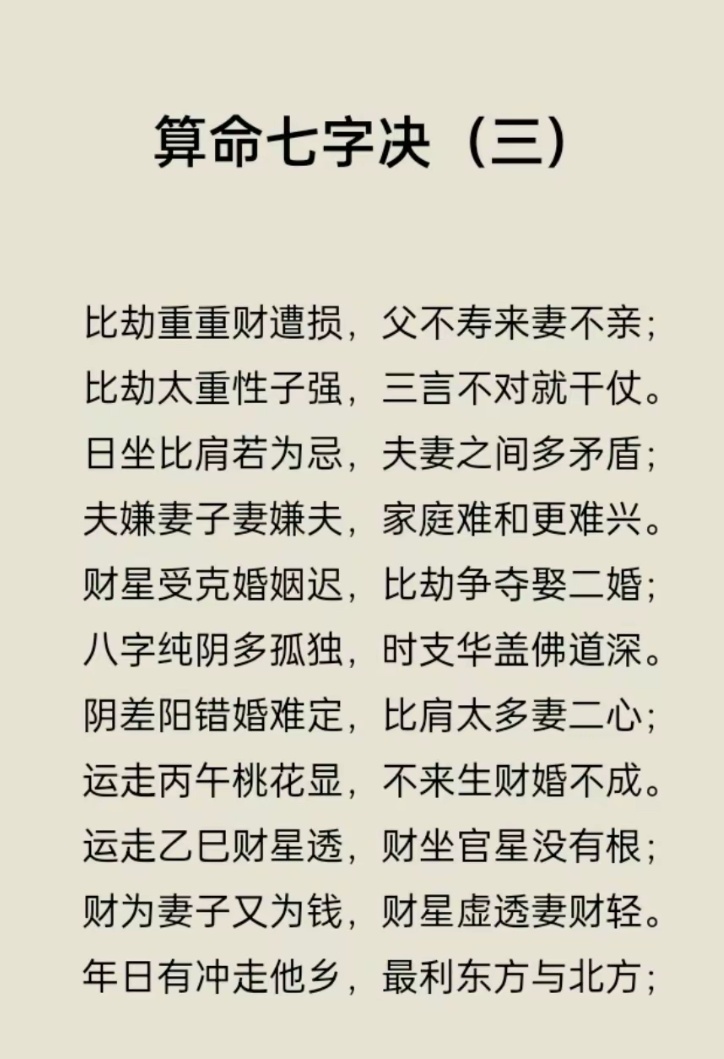 算命七字决（三）
比劫重重财遭损，父不寿来妻不亲；
比劫太重性子强，三言不对就干仗。
日坐比肩若为忌，夫妻之间多矛盾；
夫嫌妻子妻嫌夫，家庭难和更难兴。
财星受克婚姻迟，比劫争夺娶二婚；
八字纯阴多孤独，时支华盖佛道深。
阴差阳错婚难定，比肩太多妻二心；
运走丙午桃花显，不来生财婚不成。
运走乙巳财星透，财坐官星没有根；
财为妻子又为钱，财星虚透妻财轻。
年日有冲走他乡，最利东方与北方；